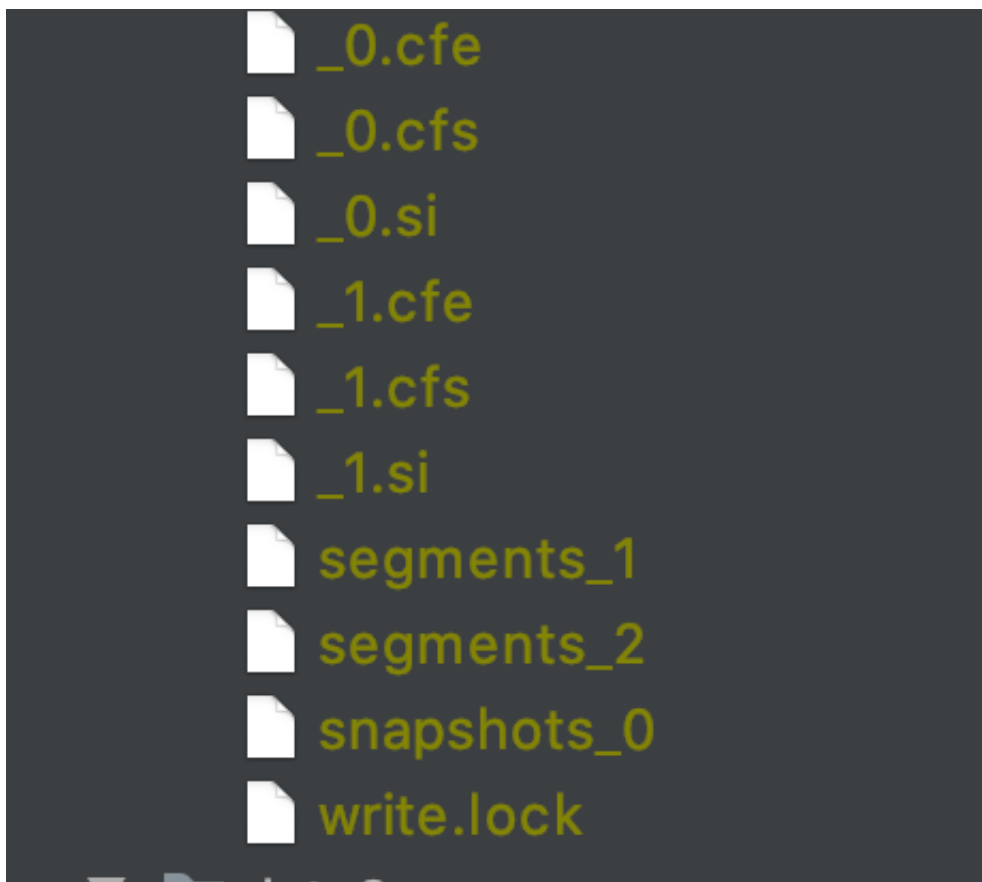 _0.cfe
_0.cfs
_0.si
_1.cfe
_1.cfs
_1.si
segments_1
segments_2
snapshots_0
write.lock